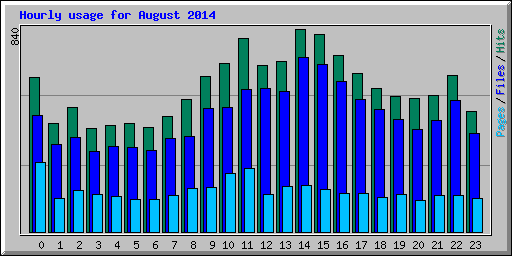 Hourly usage for August 2014
840
Pages/Files/Hits
0 1 2 3 4 5 6 7 8 9 10 11 12 13 14 15 16 17 18 19 20 21 22 23